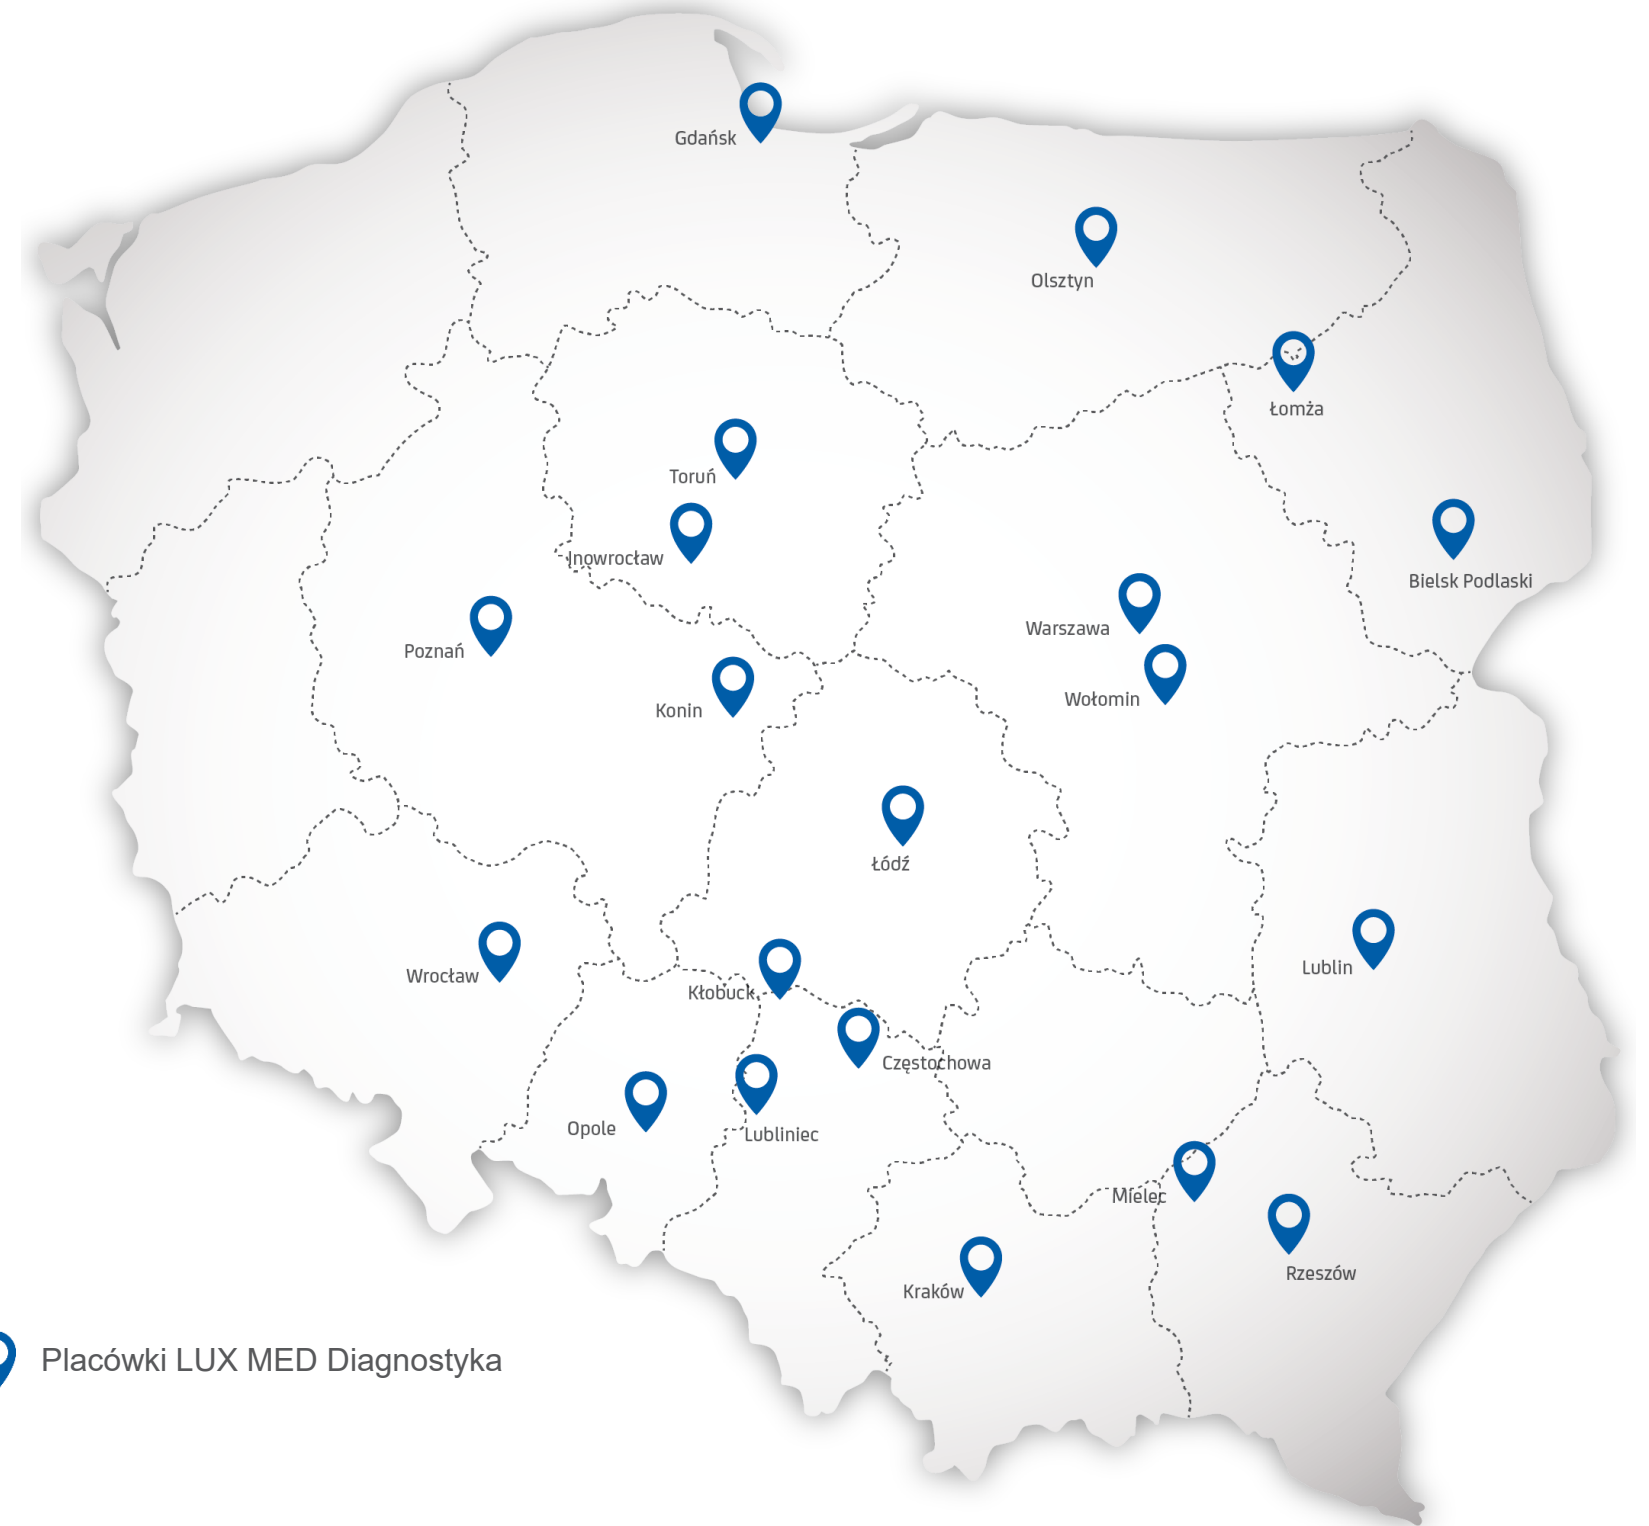 Gdańsk
Olsztyn
Łomża
Toruń
Inowrocław
Bielsk Podlaski
Warszawa
Poznań
Wołomin
Konin
Łódź
Lublin
Wrocław
Kłobuck
Częstochowa
Opole
Lubliniec
Mielec
Rzeszów
Kraków
Placówki LUX MED Diagnostyka